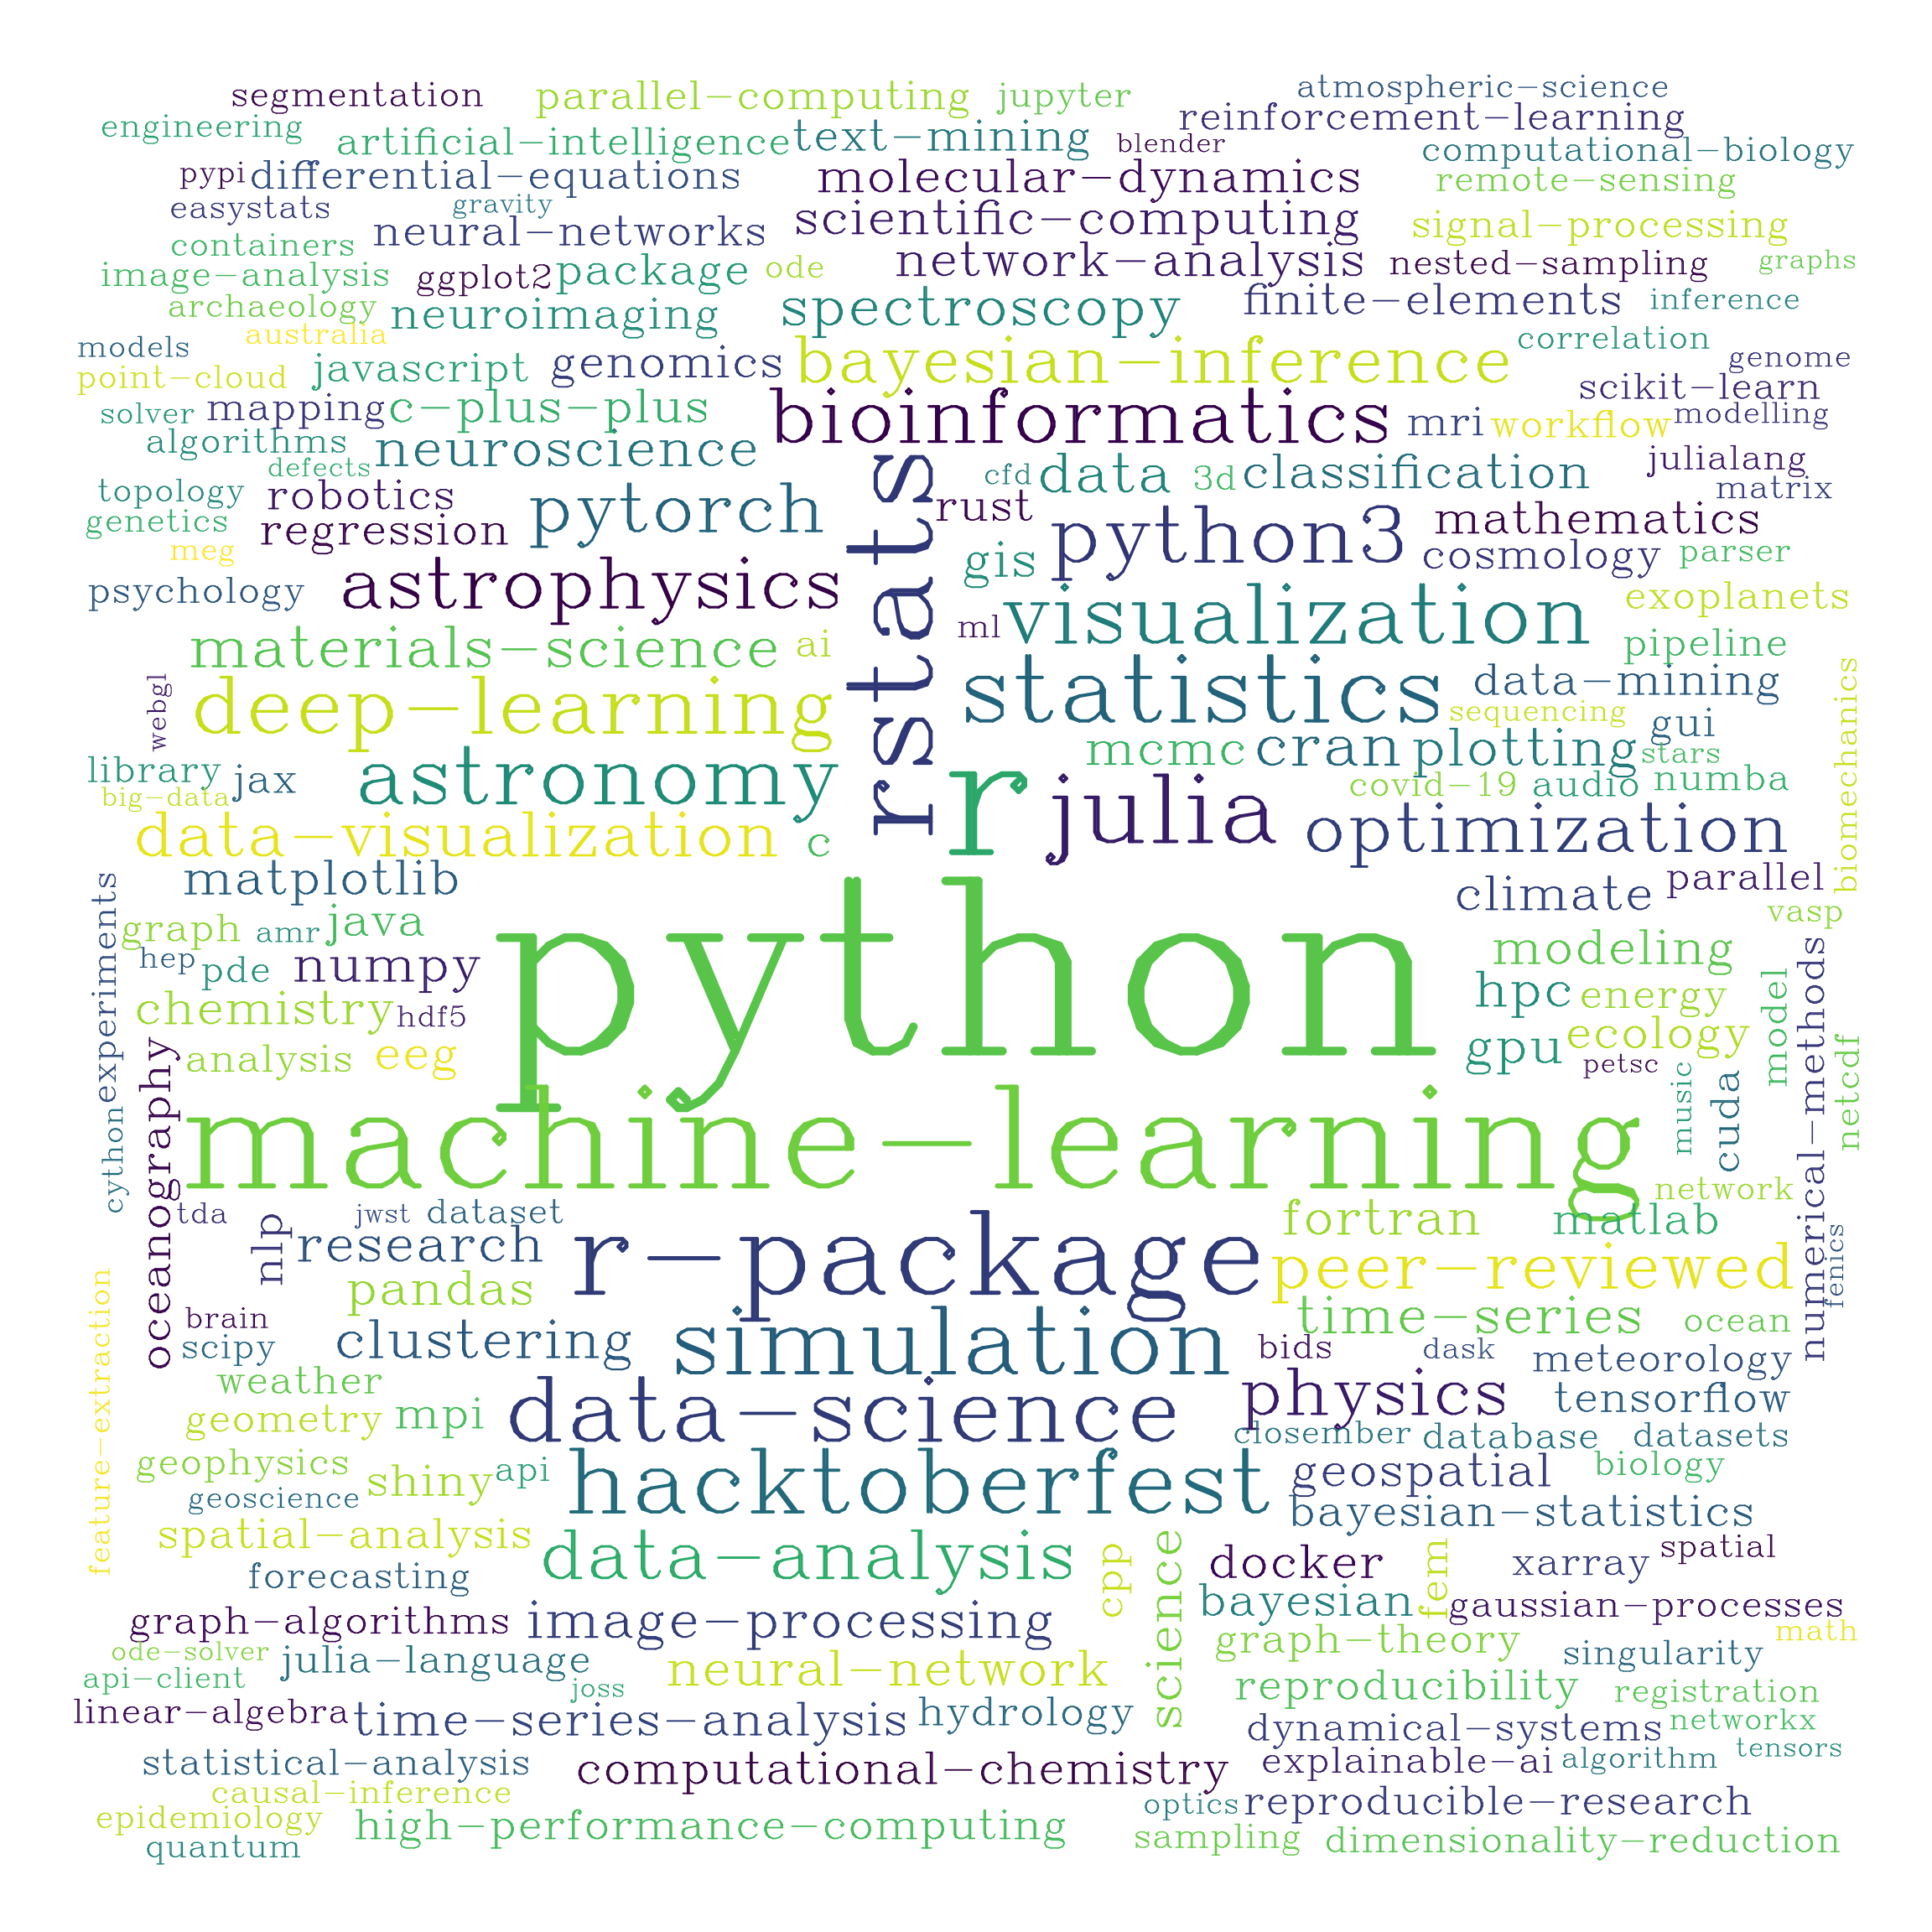 segmentation
parallel-computing
jupyter
atmospheric-science
engineering
artificial-intelligence
text-mining
blender
reinforcement-learning
pypi
differential-equations
molecular-dynamics
computational-biology
remote-sensing
easystats
gravity
scientific-computing
signal-processing
containers
neural-networks
network-analysis
nested-sampling
graphs
image-analysis
ggplot2
package
ode
archaeology
neuroimaging
spectroscopy
finite-elements
inference
australia
models
javascript
genomics
bayesian-inference
correlation
genome
point-cloud
scikit-learn
solver
mapping
c-plus-plus
bioinformatics
mri
workflow
modelling
algorithms
neuroscience
defects
rstats
cfd
data
3d
classification
julialang
topology
robotics
pytorch
rust
matrix
genetics
regression
python3
mathematics
meg
gis
cosmology
parser
psychology
astrophysics
ml
visualization
exoplanets
materials-science
ai
pipeline
webgl
deep-learning
statistics
data-mining
biomechanics
sequencing
gui
library
jax
astronomy
mcmc
cran
plotting
stars
big-data
r
julia
covid-19
audio
numba
data-visualization
c
optimization
matplotlib
climate
parallel
experiments
graph
amr
java
python
vasp
hep
pde
numpy
modeling
numerical-methods
chemistry
hdf5
hpc
energy
model
oceanography
analysis
eeg
gpu
ecology
petsc
netcdf
cython
machine-learning
music
cuda
network
tda
jwst
dataset
fortran
matlab
nlp
research
r-package
peer-reviewed
fenics
feature-extraction
pandas
time-series
ocean
brain
scipy
clustering
simulation
bids
dask
meteorology
weather
geometry
mpi
data-science
physics
tensorflow
closember
database
datasets
geophysics
shiny
api
hacktoberfest
geospatial
biology
geoscience
bayesian-statistics
spatial-analysis
data-analysis
cpp
science
docker
fem
xarray
spatial
forecasting
bayesian
gaussian-processes
graph-algorithms
image-processing
graph-theory
math
ode-solver
julia-language
neural-network
singularity
api-client
joss
reproducibility
registration
linear-algebra
time-series-analysis
hydrology
dynamical-systems
networkx
statistical-analysis
computational-chemistry
explainable-ai
algorithm
tensors
causal-inference
epidemiology
high-performance-computing
optics
reproducible-research
quantum
sampling
dimensionality-reduction